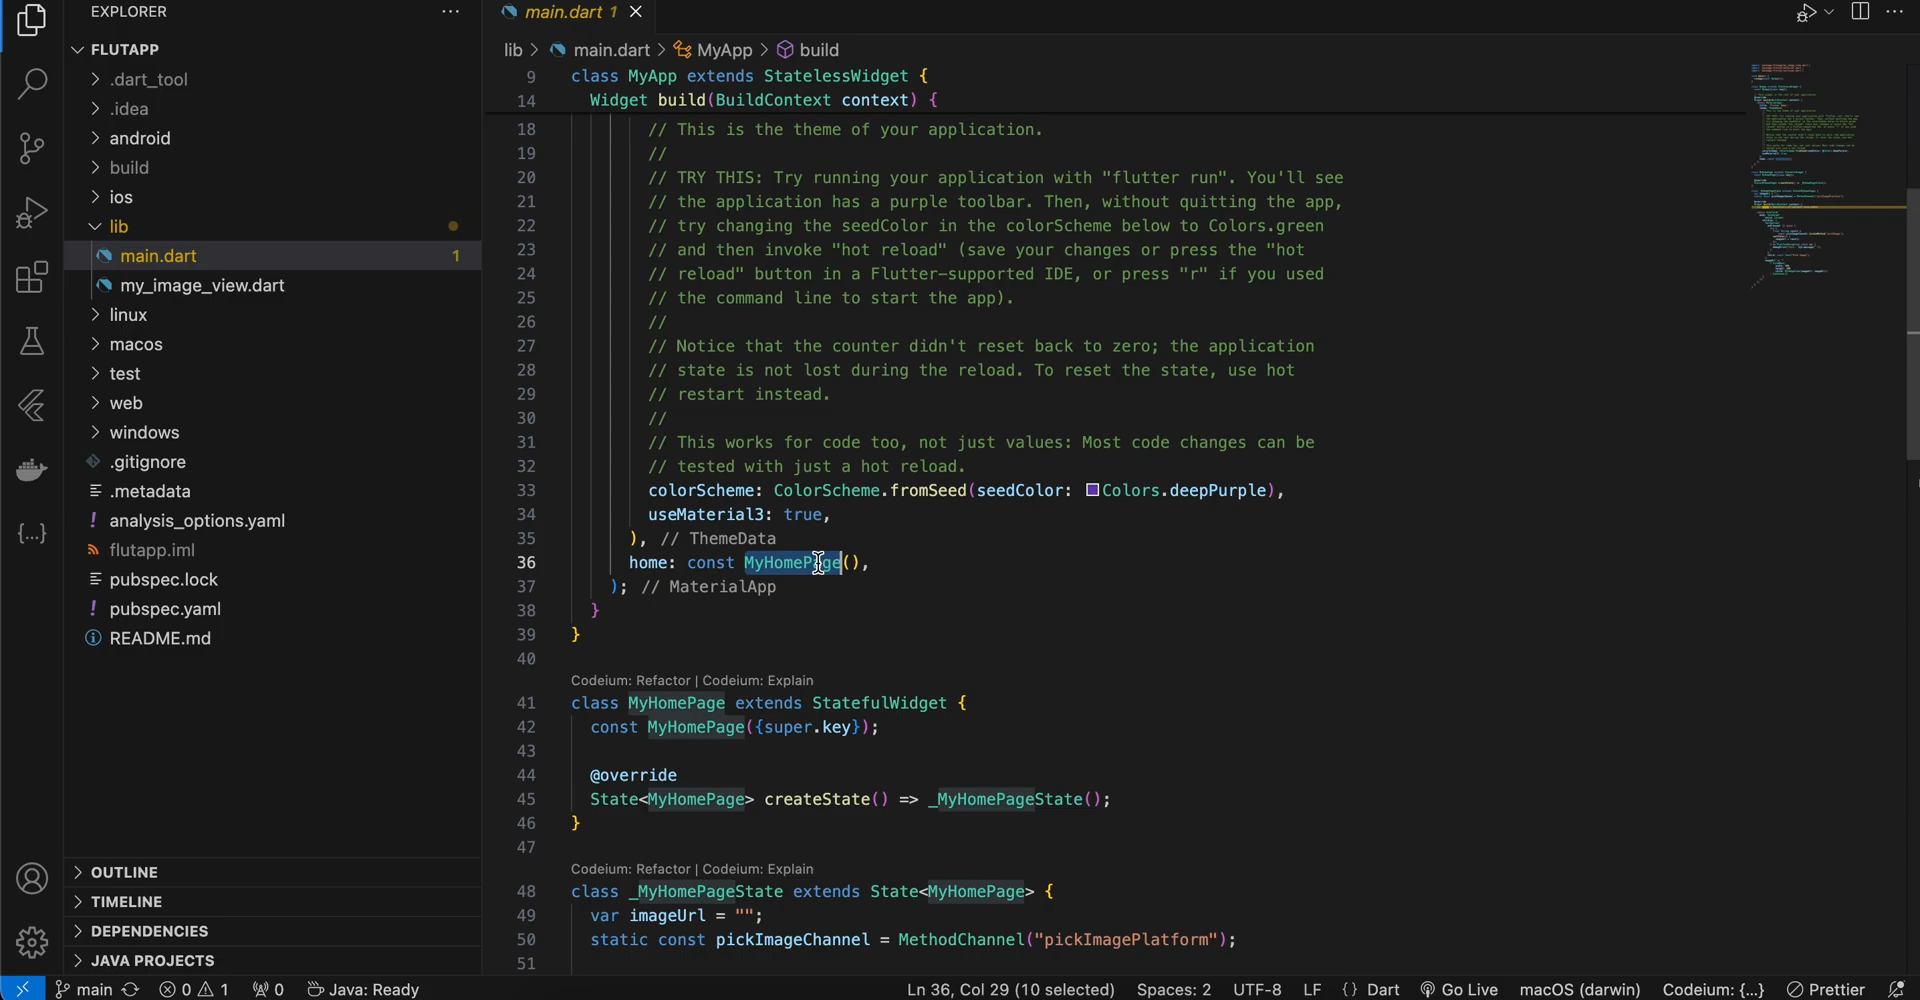 EXPLORER
FLUTAPP
.dart_tool
.idea
android
build
ios
lib
main.dart 1
my_image_view.dart
linux
macos
test
web
windows
.gitignore
.metadata
analysis_options.yaml
flutapp.iml
pubspec.lock
pubspec.yaml
README.md
OUTLINE
TIMELINE
DEPENDENCIES
JAVA PROJECTS
main.dart 1
lib > main.dart > MyApp > build
9 class MyApp extends StatelessWidget {
14 Widget build(BuildContext context) {
18 // This is the theme of your application.
19 //
20 // TRY THIS: Try running your application with "flutter run". You'll see
21 // the application has a purple toolbar. Then, without quitting the app,
22 // try changing the seedColor in the colorScheme below to Colors.green
23 // and then invoke "hot reload" (save your changes or press the "hot
24 // reload" button in a Flutter-supported IDE, or press "r" if you used
25 // the command line to start the app).
26 //
27 // Notice that the counter didn't reset back to zero; the application
28 // state is not lost during the reload. To reset the state, use hot
29 // restart instead.
30 //
31 // This works for code too, not just values: Most code changes can be
32 // tested with just a hot reload.
33 colorScheme: ColorScheme.fromSeed(seedColor: Colors.deepPurple),
34 useMaterial3: true,
35 ), // ThemeData
36 home: const MyHomePage(),
37 ); // MaterialApp
38 }
39 }
40
Codeium: Refactor | Codeium: Explain
41 class MyHomePage extends StatefulWidget {
42 const MyHomePage({super.key});
43
44 @override
45 State<MyHomePage> createState() => _MyHomePageState();
46 }
47
Codeium: Refactor | Codeium: Explain
48 class _MyHomePageState extends State<MyHomePage> {
49 var imageUrl = "";
50 static const pickImageChannel = MethodChannel("pickImagePlatform");
51
main 0 1 0 Java: Ready Ln 36, Col 29 (10 selected) Spaces: 2 UTF-8 LF {} Dart Go Live macOS (darwin) Codeium: {...} Prettier